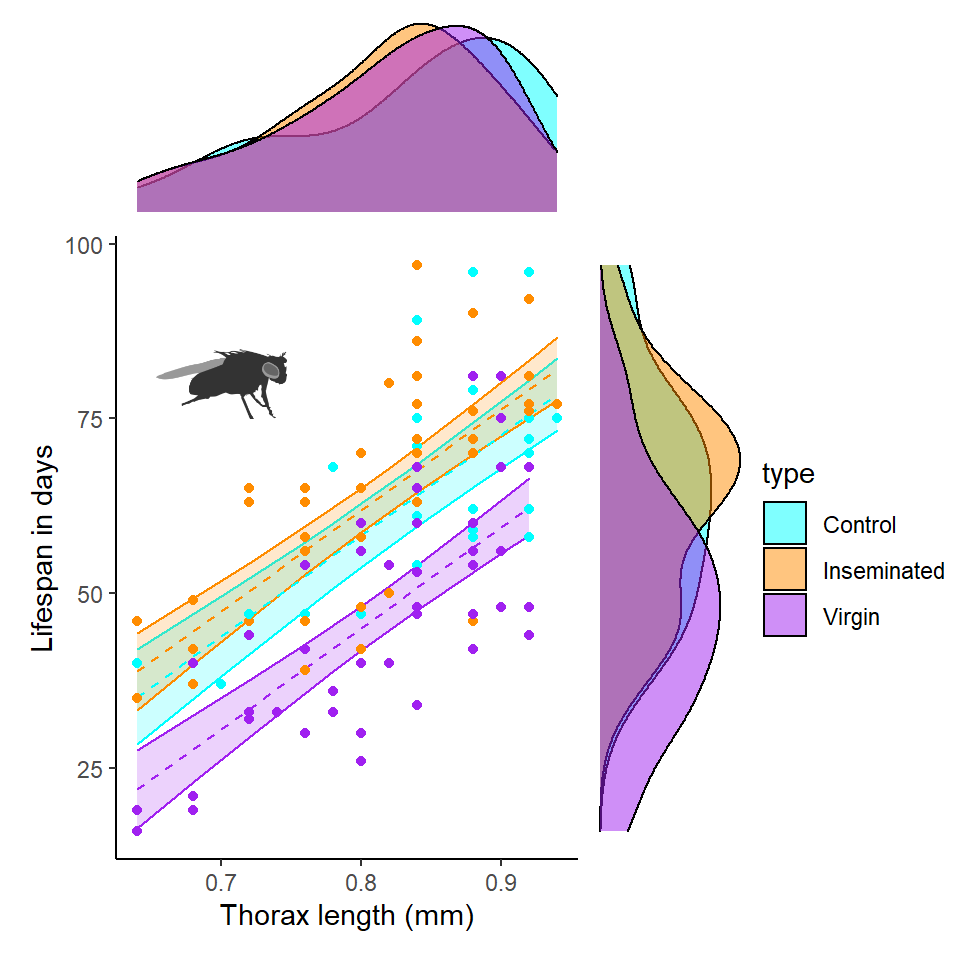 100
75
50
25
Lifespan in days
0.7 0.8 0.9
Thorax length (mm)
type
Control
Inseminated
Virgin